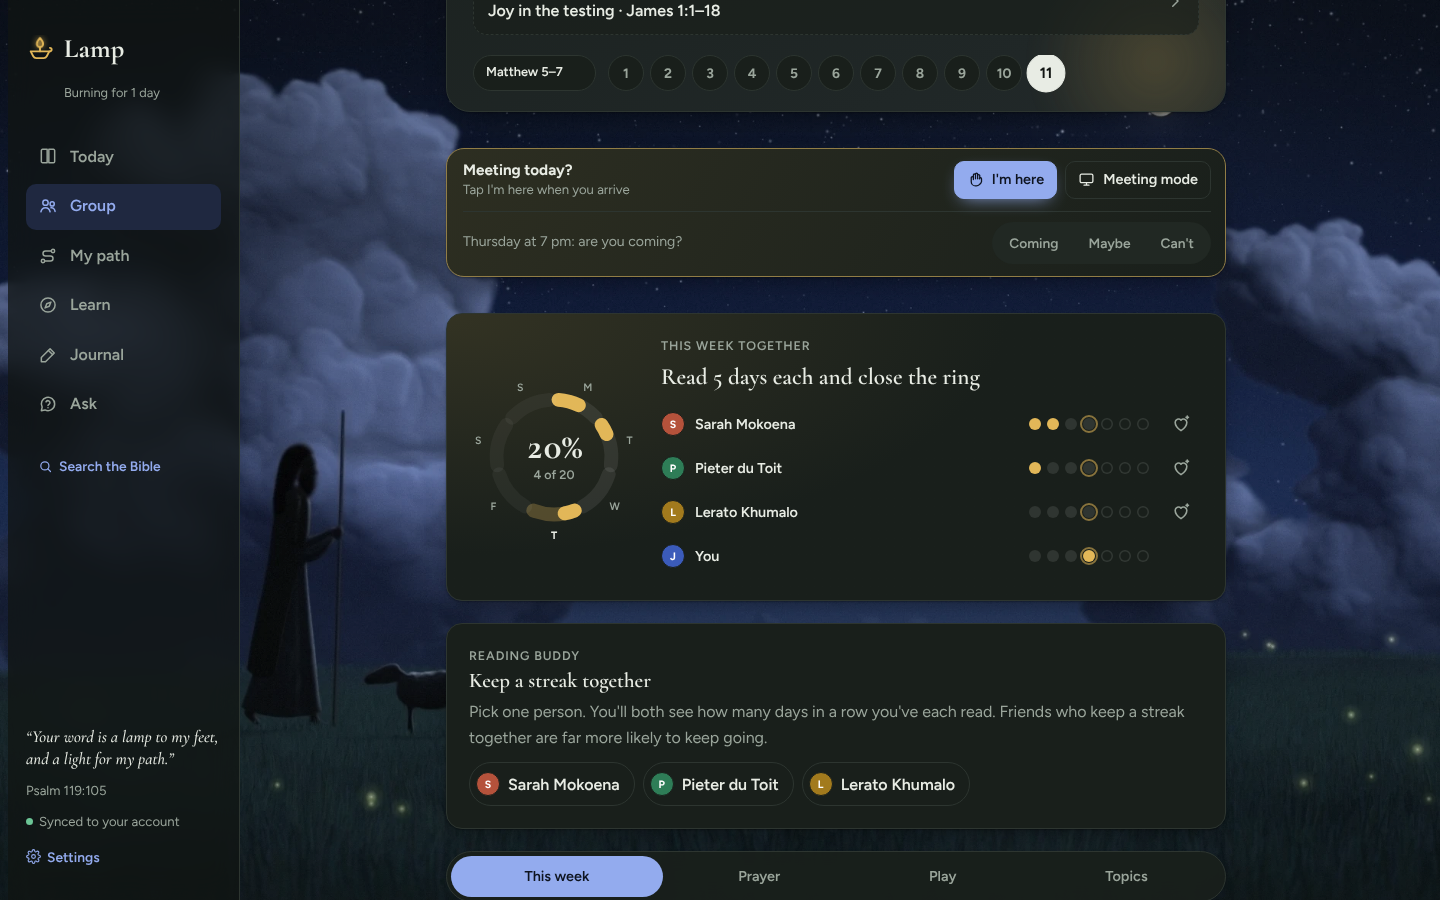 Lamp
Burning for 1 day
Today
Group
My path
Learn
Journal
Ask
Search the Bible
“Your word is a lamp to my feet,
and a light for my path.”
Psalm 119:105
Synced to your account
Settings
Joy in the testing · James 1:1–18
Matthew 5–7 1 2 3 4 5 6 7 8 9 10 11
Meeting today?
Tap I'm here when you arrive
I'm here Meeting mode
Thursday at 7 pm: are you coming?
Coming Maybe Can't
THIS WEEK TOGETHER
Read 5 days each and close the ring
S M
S T
20%
4 of 20
F W
T
S Sarah Mokoena
P Pieter du Toit
L Lerato Khumalo
J You
READING BUDDY
Keep a streak together
Pick one person. You'll both see how many days in a row you've each read. Friends who keep a streak
together are far more likely to keep going.
S Sarah Mokoena P Pieter du Toit L Lerato Khumalo
This week Prayer Play Topics